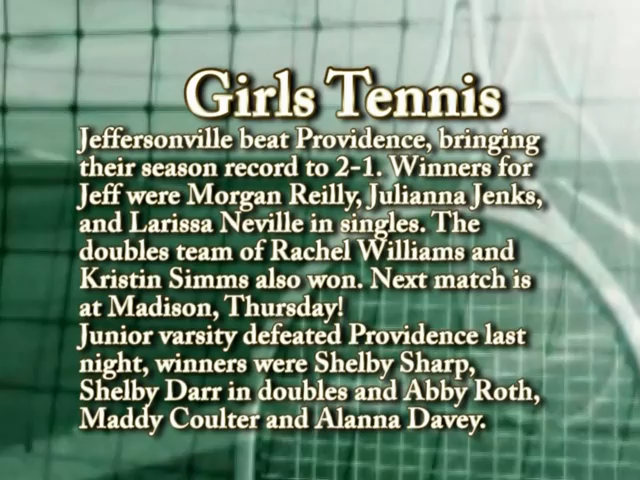 Girls Tennis
Jeffersonville beat Providence, bringing
their season record to 2-1. Winners for
Jeff were Morgan Reilly, Julianna Jenks,
and Larissa Neville in singles. The
doubles team of Rachel Williams and
Kristin Simms also won. Next match is
at Madison, Thursday!
Junior varsity defeated Providence last
night, winners were Shelby Sharp,
Shelby Darr in doubles and Abby Roth,
Maddy Coulter and Alanna Davey.